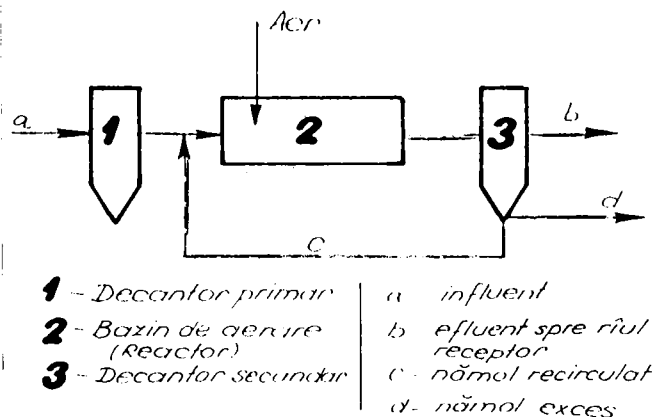 Aer
a
1
2
3
b
d
c
1 - Decantor primar
2 - Bazin de aerare
(Reactor)
3 - Decantor secundar
a influent
b efluent spre rîul
receptor
c - nămol recirculat
d - nămol exces